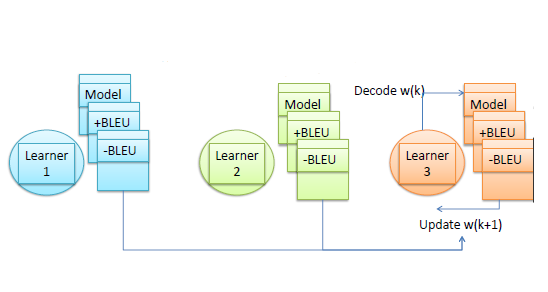 Model
+BLEU
-BLEU
Learner
1
Model
+BLEU
-BLEU
Learner
2
Decode w(k)
Model
+BLEU
-BLEU
Learner
3
Update w(k+1)